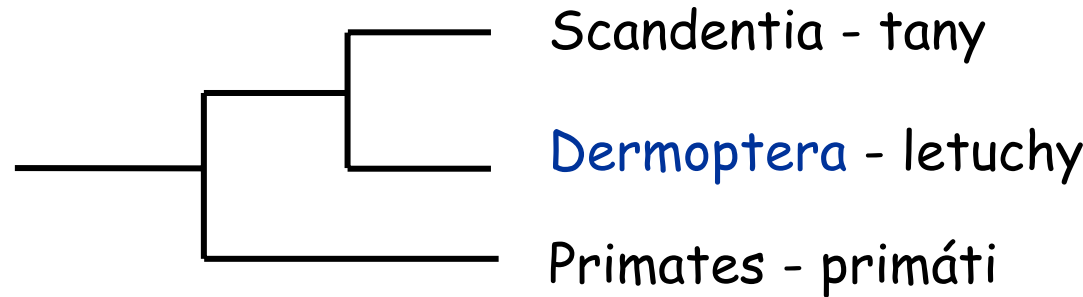 Scandentia - tany
Dermoptera - letuchy
Primates - primáti